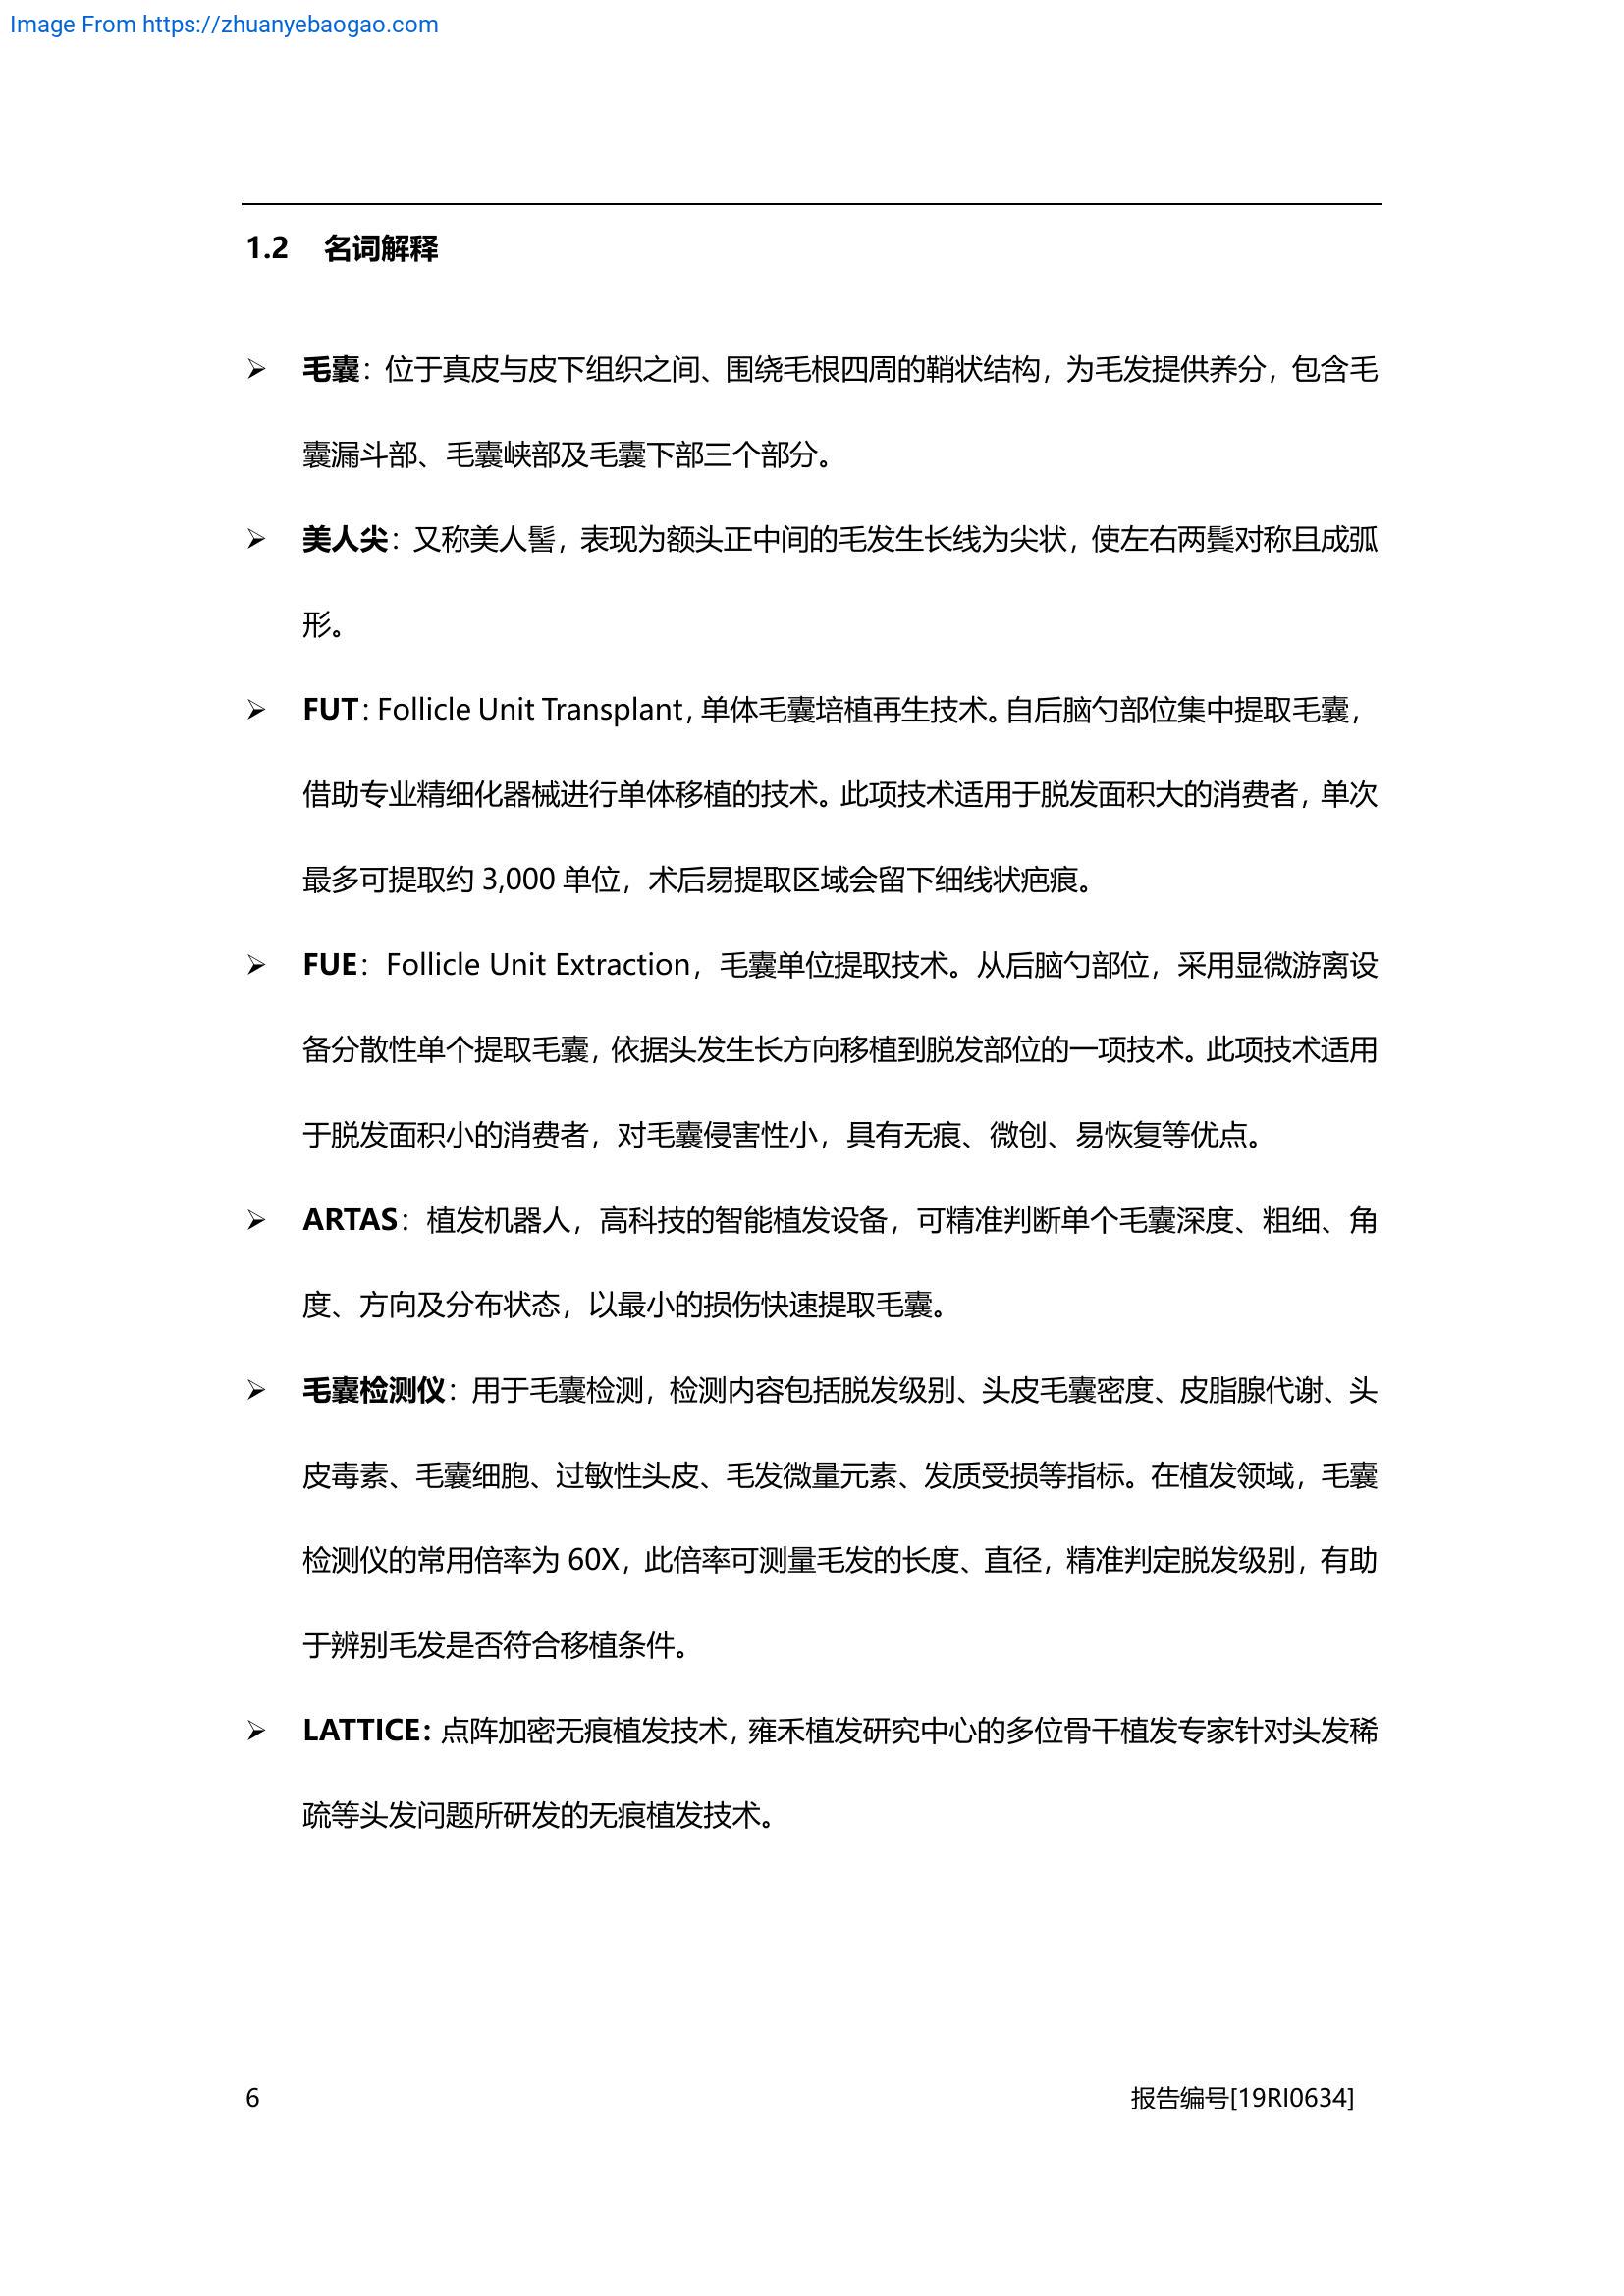 Image From https://zhuanyebaogao.com
1.2 名词解释
➢ 毛囊：位于真皮与皮下组织之间、围绕毛根四周的鞘状结构，为毛发提供养分，包含毛
囊漏斗部、毛囊峡部及毛囊下部三个部分。
➢ 美人尖：又称美人髻，表现为额头正中间的毛发生长线为尖状，使左右两鬓对称且成弧
形。
➢ FUT：Follicle Unit Transplant，单体毛囊培植再生技术。自后脑勺部位集中提取毛囊，
借助专业精细化器械进行单体移植的技术。此项技术适用于脱发面积大的消费者，单次
最多可提取约 3,000 单位，术后易提取区域会留下细线状疤痕。
➢ FUE：Follicle Unit Extraction，毛囊单位提取技术。从后脑勺部位，采用显微游离设
备分散性单个提取毛囊，依据头发生长方向移植到脱发部位的一项技术。此项技术适用
于脱发面积小的消费者，对毛囊侵害性小，具有无痕、微创、易恢复等优点。
➢ ARTAS：植发机器人，高科技的智能植发设备，可精准判断单个毛囊深度、粗细、角
度、方向及分布状态，以最小的损伤快速提取毛囊。
➢ 毛囊检测仪：用于毛囊检测，检测内容包括脱发级别、头皮毛囊密度、皮脂腺代谢、头
皮毒素、毛囊细胞、过敏性头皮、毛发微量元素、发质受损等指标。在植发领域，毛囊
检测仪的常用倍率为 60X，此倍率可测量毛发的长度、直径，精准判定脱发级别，有助
于辨别毛发是否符合移植条件。
➢ LATTICE：点阵加密无痕植发技术，雍禾植发研究中心的多位骨干植发专家针对头发稀
疏等头发问题所研发的无痕植发技术。
6 报告编号[19RI0634]